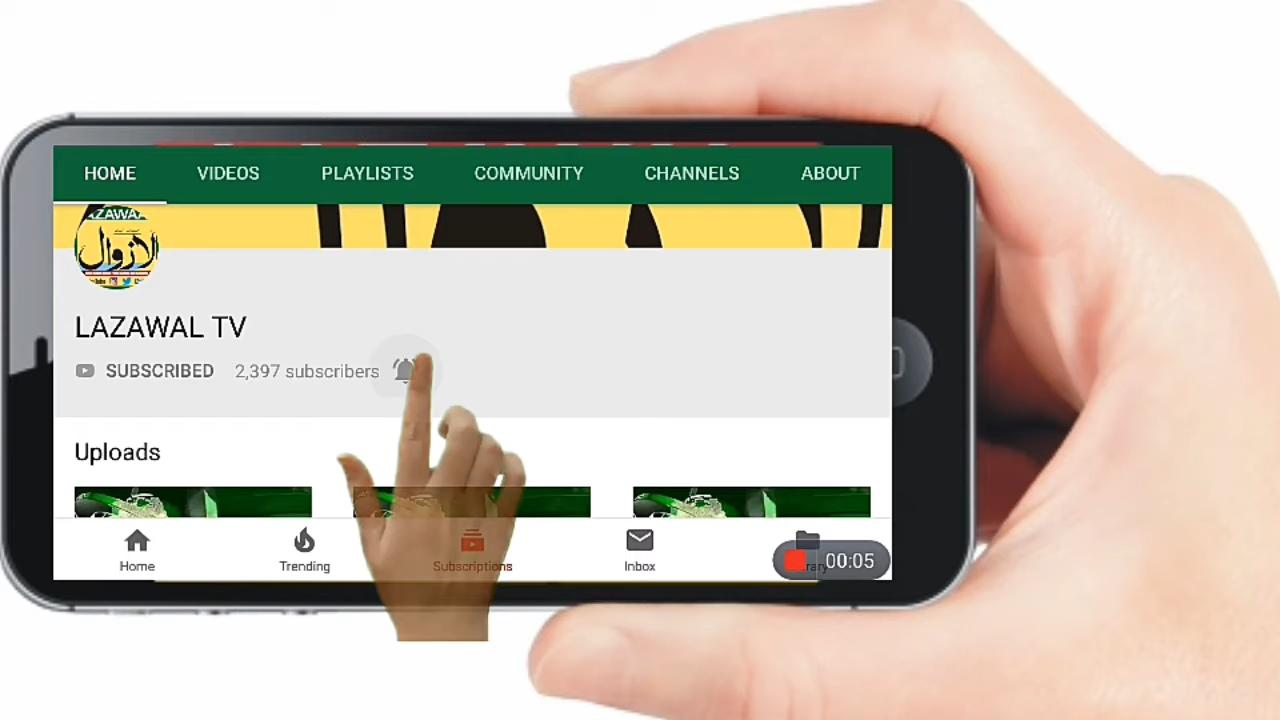 HOME VIDEOS PLAYLISTS COMMUNITY CHANNELS ABOUT
لازوال
LAZAWAL TV
SUBSCRIBED 2,397 subscribers
Uploads
Home Trending Subscriptions Inbox
00:05